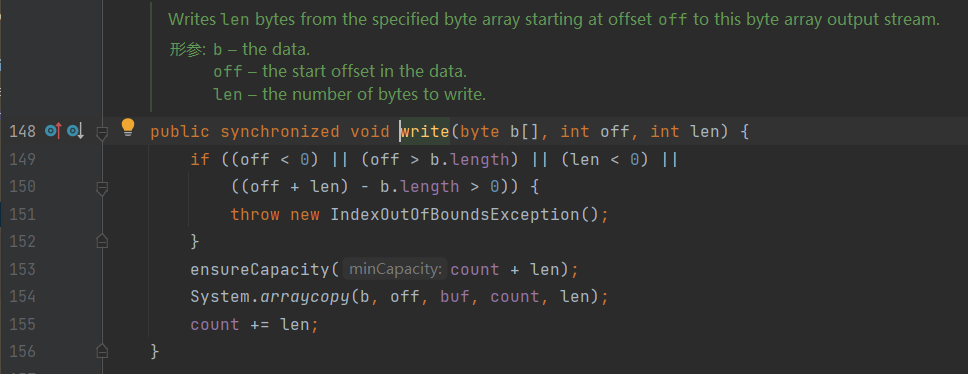 Writes len bytes from the specified byte array starting at offset off to this byte array output stream.
形参: b – the data.
off – the start offset in the data.
len – the number of bytes to write.
148 public synchronized void write(byte b[], int off, int len) {
149 if ((off < 0) || (off > b.length) || (len < 0) ||
150 ((off + len) - b.length > 0)) {
151 throw new IndexOutOfBoundsException();
152 }
153 ensureCapacity( minCapacity: count + len);
154 System.arraycopy(b, off, buf, count, len);
155 count += len;
156 }